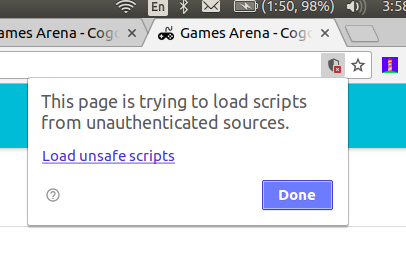 En (1:50, 98%) 3:58
ames Arena - Cogo Games Arena - Cogo
This page is trying to load scripts
from unauthenticated sources.
Load unsafe scripts
Done